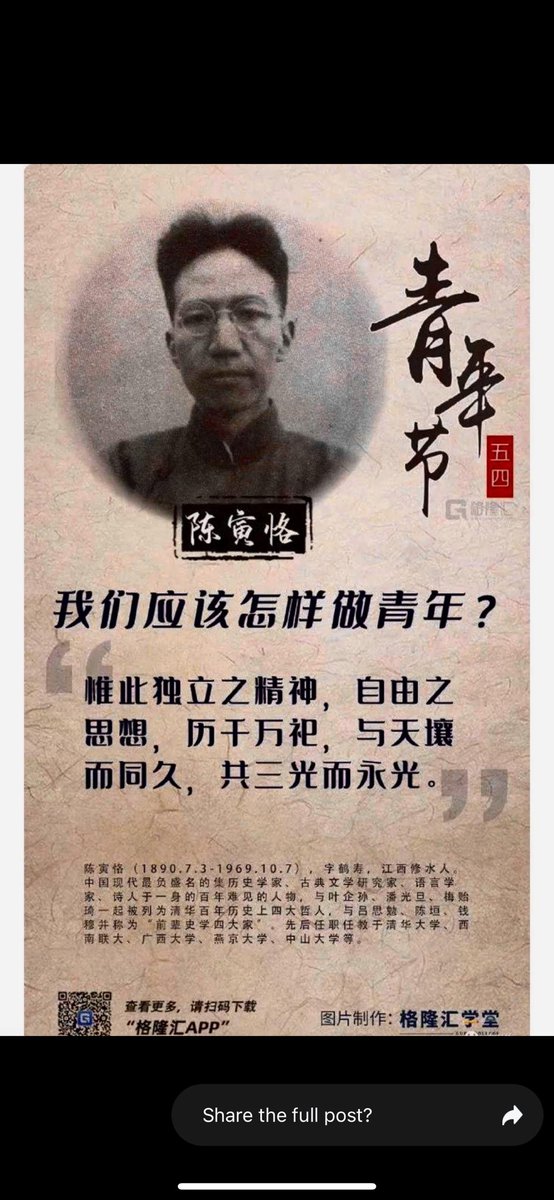 青年节
五四
格隆汇
陈寅恪
我们应该怎样做青年？
“惟此独立之精神，自由之
思想，历千万祀，与天壤
而同久，共三光而永光。”
陈寅恪（1890.7.3-1969.10.7），字鹤寿，江西修水人。
中国现代最负盛名的集历史学家、古典文学研究家、语言学
家、诗人于一身的百年难见的人物，与叶企孙、潘光旦、梅贻
琦一起被列为清华百年历史上四大哲人，与吕思勉、陈垣、钱
穆并称为“前辈史学四大家”。先后任职任教于清华大学、西
南联大、广西大学、燕京大学、中山大学等。
查看更多，请扫码下载
“格隆汇APP”
图片制作：格隆汇学堂
Share the full post?